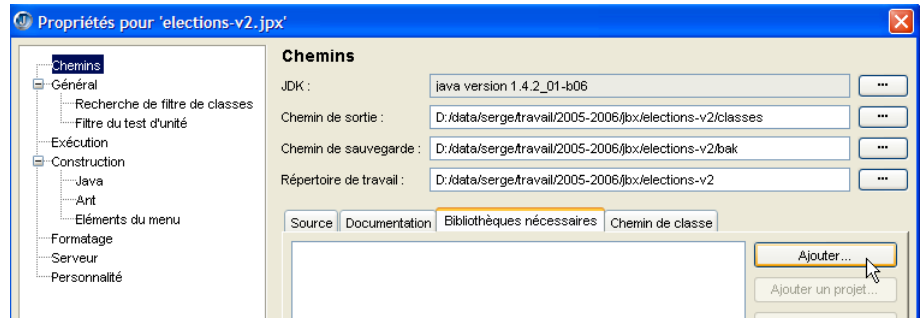 Propriétés pour 'elections-v2.jpx'
Chemins
Général
Recherche de filtre de classes
Filtre du test d'unité
Exécution
Construction
Java
Ant
Eléments du menu
Formatage
Serveur
Personnalité
Chemins
JDK : java version 1.4.2_01-b06 ...
Chemin de sortie : D:/data/serge/travail/2005-2006/jbx/elections-v2/classes ...
Chemin de sauvegarde : D:/data/serge/travail/2005-2006/jbx/elections-v2/bak ...
Répertoire de travail : D:/data/serge/travail/2005-2006/jbx/elections-v2 ...
Source Documentation Bibliothèques nécessaires Chemin de classe
Ajouter...
Ajouter un projet...